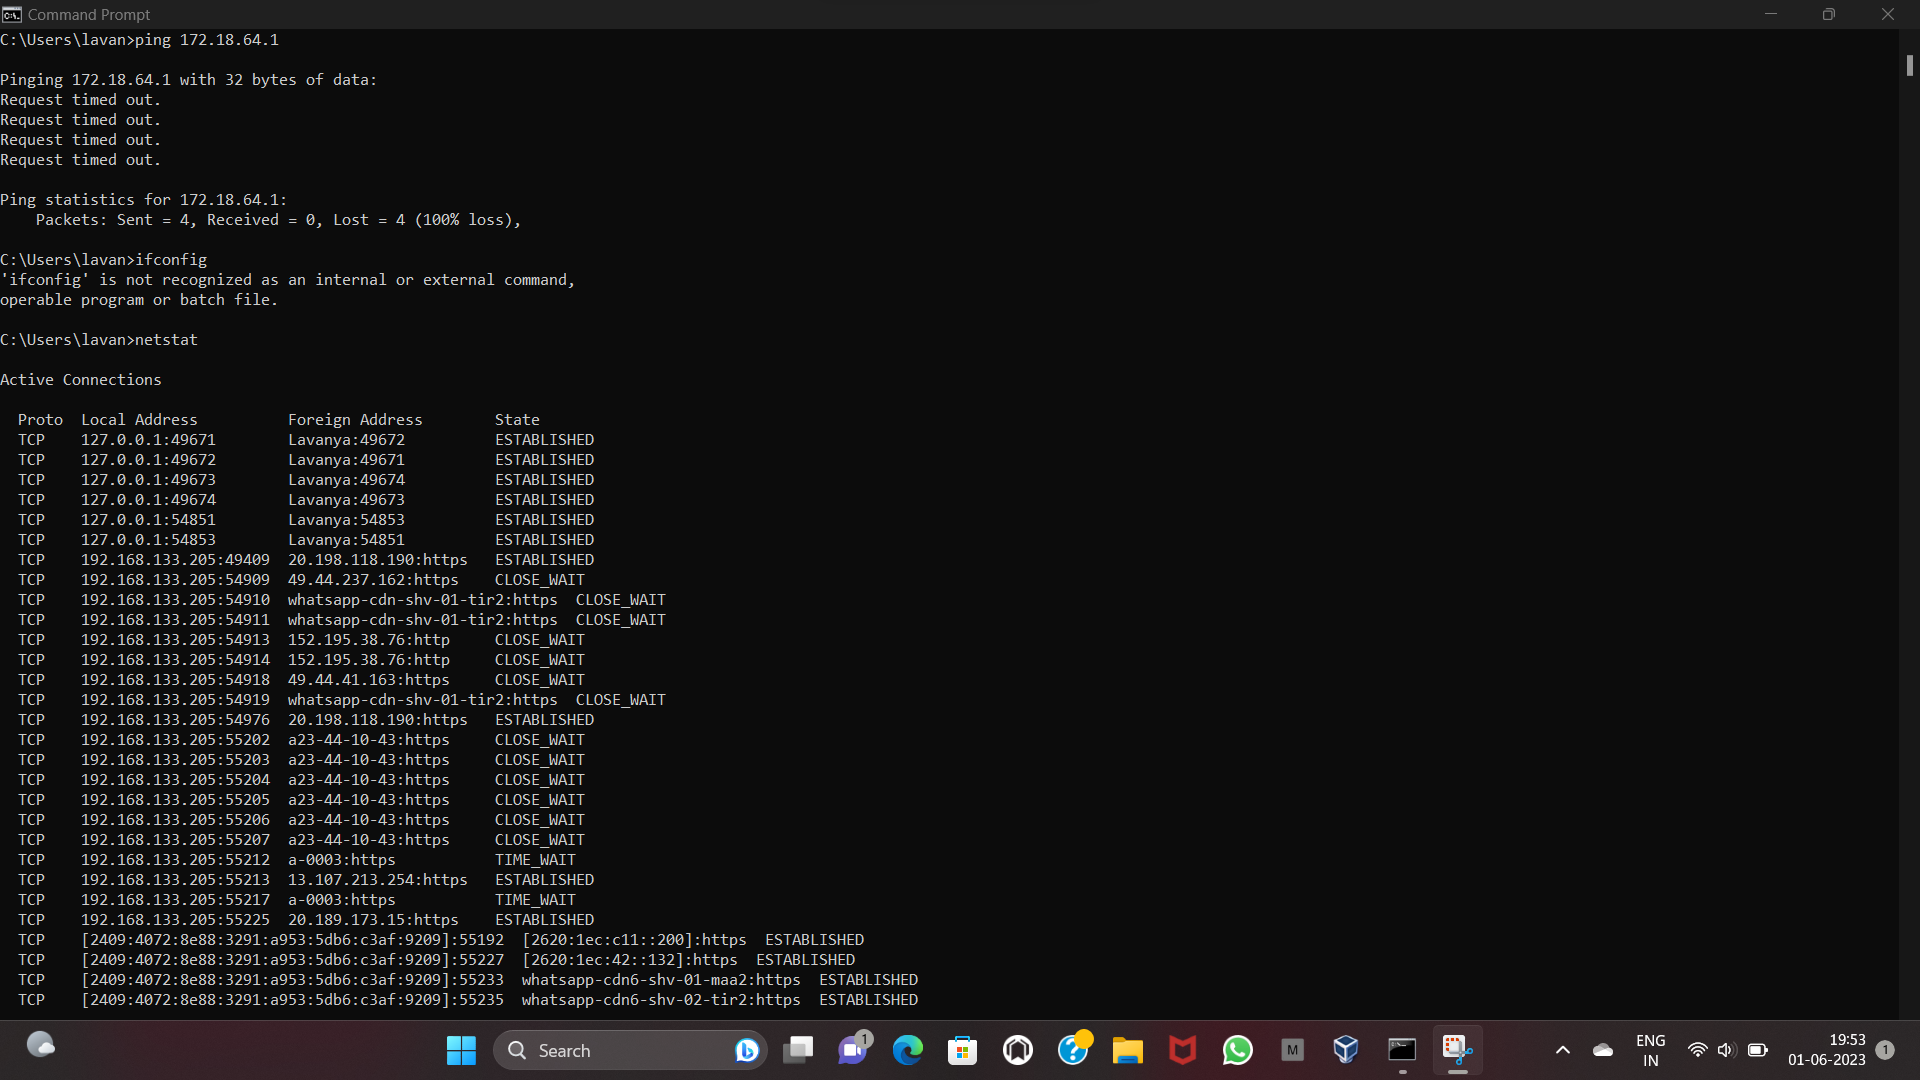 Command Prompt
C:\Users\lavan>ping 172.18.64.1
Pinging 172.18.64.1 with 32 bytes of data:
Request timed out.
Request timed out.
Request timed out.
Request timed out.
Ping statistics for 172.18.64.1:
    Packets: Sent = 4, Received = 0, Lost = 4 (100% loss),
C:\Users\lavan>ifconfig
'ifconfig' is not recognized as an internal or external command,
operable program or batch file.
C:\Users\lavan>netstat
Active Connections
  Proto  Local Address          Foreign Address        State
  TCP    127.0.0.1:49671        Lavanya:49672          ESTABLISHED
  TCP    127.0.0.1:49672        Lavanya:49671          ESTABLISHED
  TCP    127.0.0.1:49673        Lavanya:49674          ESTABLISHED
  TCP    127.0.0.1:49674        Lavanya:49673          ESTABLISHED
  TCP    127.0.0.1:54851        Lavanya:54853          ESTABLISHED
  TCP    127.0.0.1:54853        Lavanya:54851          ESTABLISHED
  TCP    192.168.133.205:49409  20.198.118.190:https   ESTABLISHED
  TCP    192.168.133.205:54909  49.44.237.162:https    CLOSE_WAIT
  TCP    192.168.133.205:54910  whatsapp-cdn-shv-01-tir2:https  CLOSE_WAIT
  TCP    192.168.133.205:54911  whatsapp-cdn-shv-01-tir2:https  CLOSE_WAIT
  TCP    192.168.133.205:54913  152.195.38.76:http     CLOSE_WAIT
  TCP    192.168.133.205:54914  152.195.38.76:http     CLOSE_WAIT
  TCP    192.168.133.205:54918  49.44.41.163:https     CLOSE_WAIT
  TCP    192.168.133.205:54919  whatsapp-cdn-shv-01-tir2:https  CLOSE_WAIT
  TCP    192.168.133.205:54976  20.198.118.190:https   ESTABLISHED
  TCP    192.168.133.205:55202  a23-44-10-43:https     CLOSE_WAIT
  TCP    192.168.133.205:55203  a23-44-10-43:https     CLOSE_WAIT
  TCP    192.168.133.205:55204  a23-44-10-43:https     CLOSE_WAIT
  TCP    192.168.133.205:55205  a23-44-10-43:https     CLOSE_WAIT
  TCP    192.168.133.205:55206  a23-44-10-43:https     CLOSE_WAIT
  TCP    192.168.133.205:55207  a23-44-10-43:https     CLOSE_WAIT
  TCP    192.168.133.205:55212  a-0003:https           TIME_WAIT
  TCP    192.168.133.205:55213  13.107.213.254:https   ESTABLISHED
  TCP    192.168.133.205:55217  a-0003:https           TIME_WAIT
  TCP    192.168.133.205:55225  20.189.173.15:https    ESTABLISHED
  TCP    [2409:4072:8e88:3291:a953:5db6:c3af:9209]:55192  [2620:1ec:c11::200]:https  ESTABLISHED
  TCP    [2409:4072:8e88:3291:a953:5db6:c3af:9209]:55227  [2620:1ec:42::132]:https  ESTABLISHED
  TCP    [2409:4072:8e88:3291:a953:5db6:c3af:9209]:55233  whatsapp-cdn6-shv-01-maa2:https  ESTABLISHED
  TCP    [2409:4072:8e88:3291:a953:5db6:c3af:9209]:55235  whatsapp-cdn6-shv-02-tir2:https  ESTABLISHED
Search
1
M
ENG
IN
19:53
01-06-2023
1